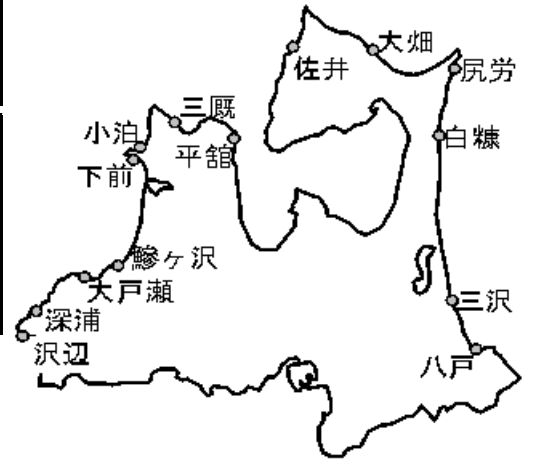 大畑
佐井
尻労
三厩
小泊
平舘
白糠
下前
鰺ヶ沢
大戸瀬
三沢
深浦
沢辺
八戸